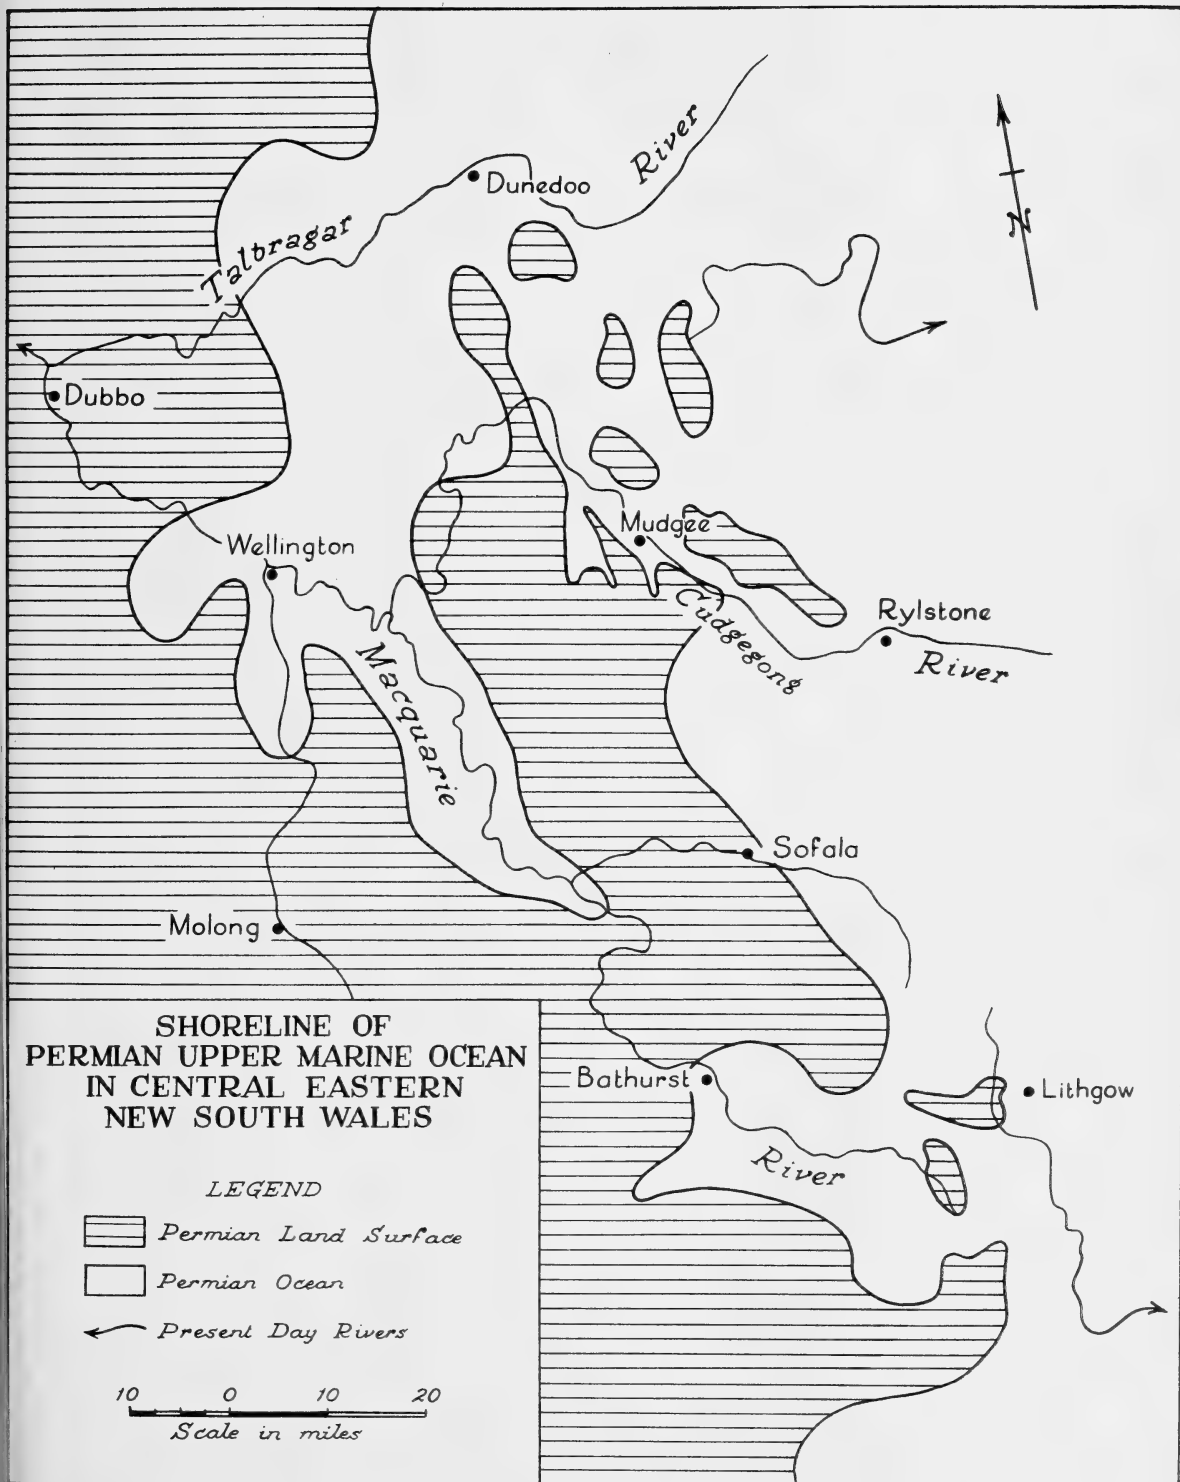 River
Dunedoo
Talbragar
N
Dubbo
Mudgee
Wellington
Cudgegong
Rylstone
River
Macquarie
Sofala
Molong
SHORELINE OF
PERMIAN UPPER MARINE OCEAN
IN CENTRAL EASTERN
NEW SOUTH WALES
Bathurst
Lithgow
River
LEGEND
Permian Land Surface
Permian Ocean
Present Day Rivers
10 0 10 20
Scale in miles